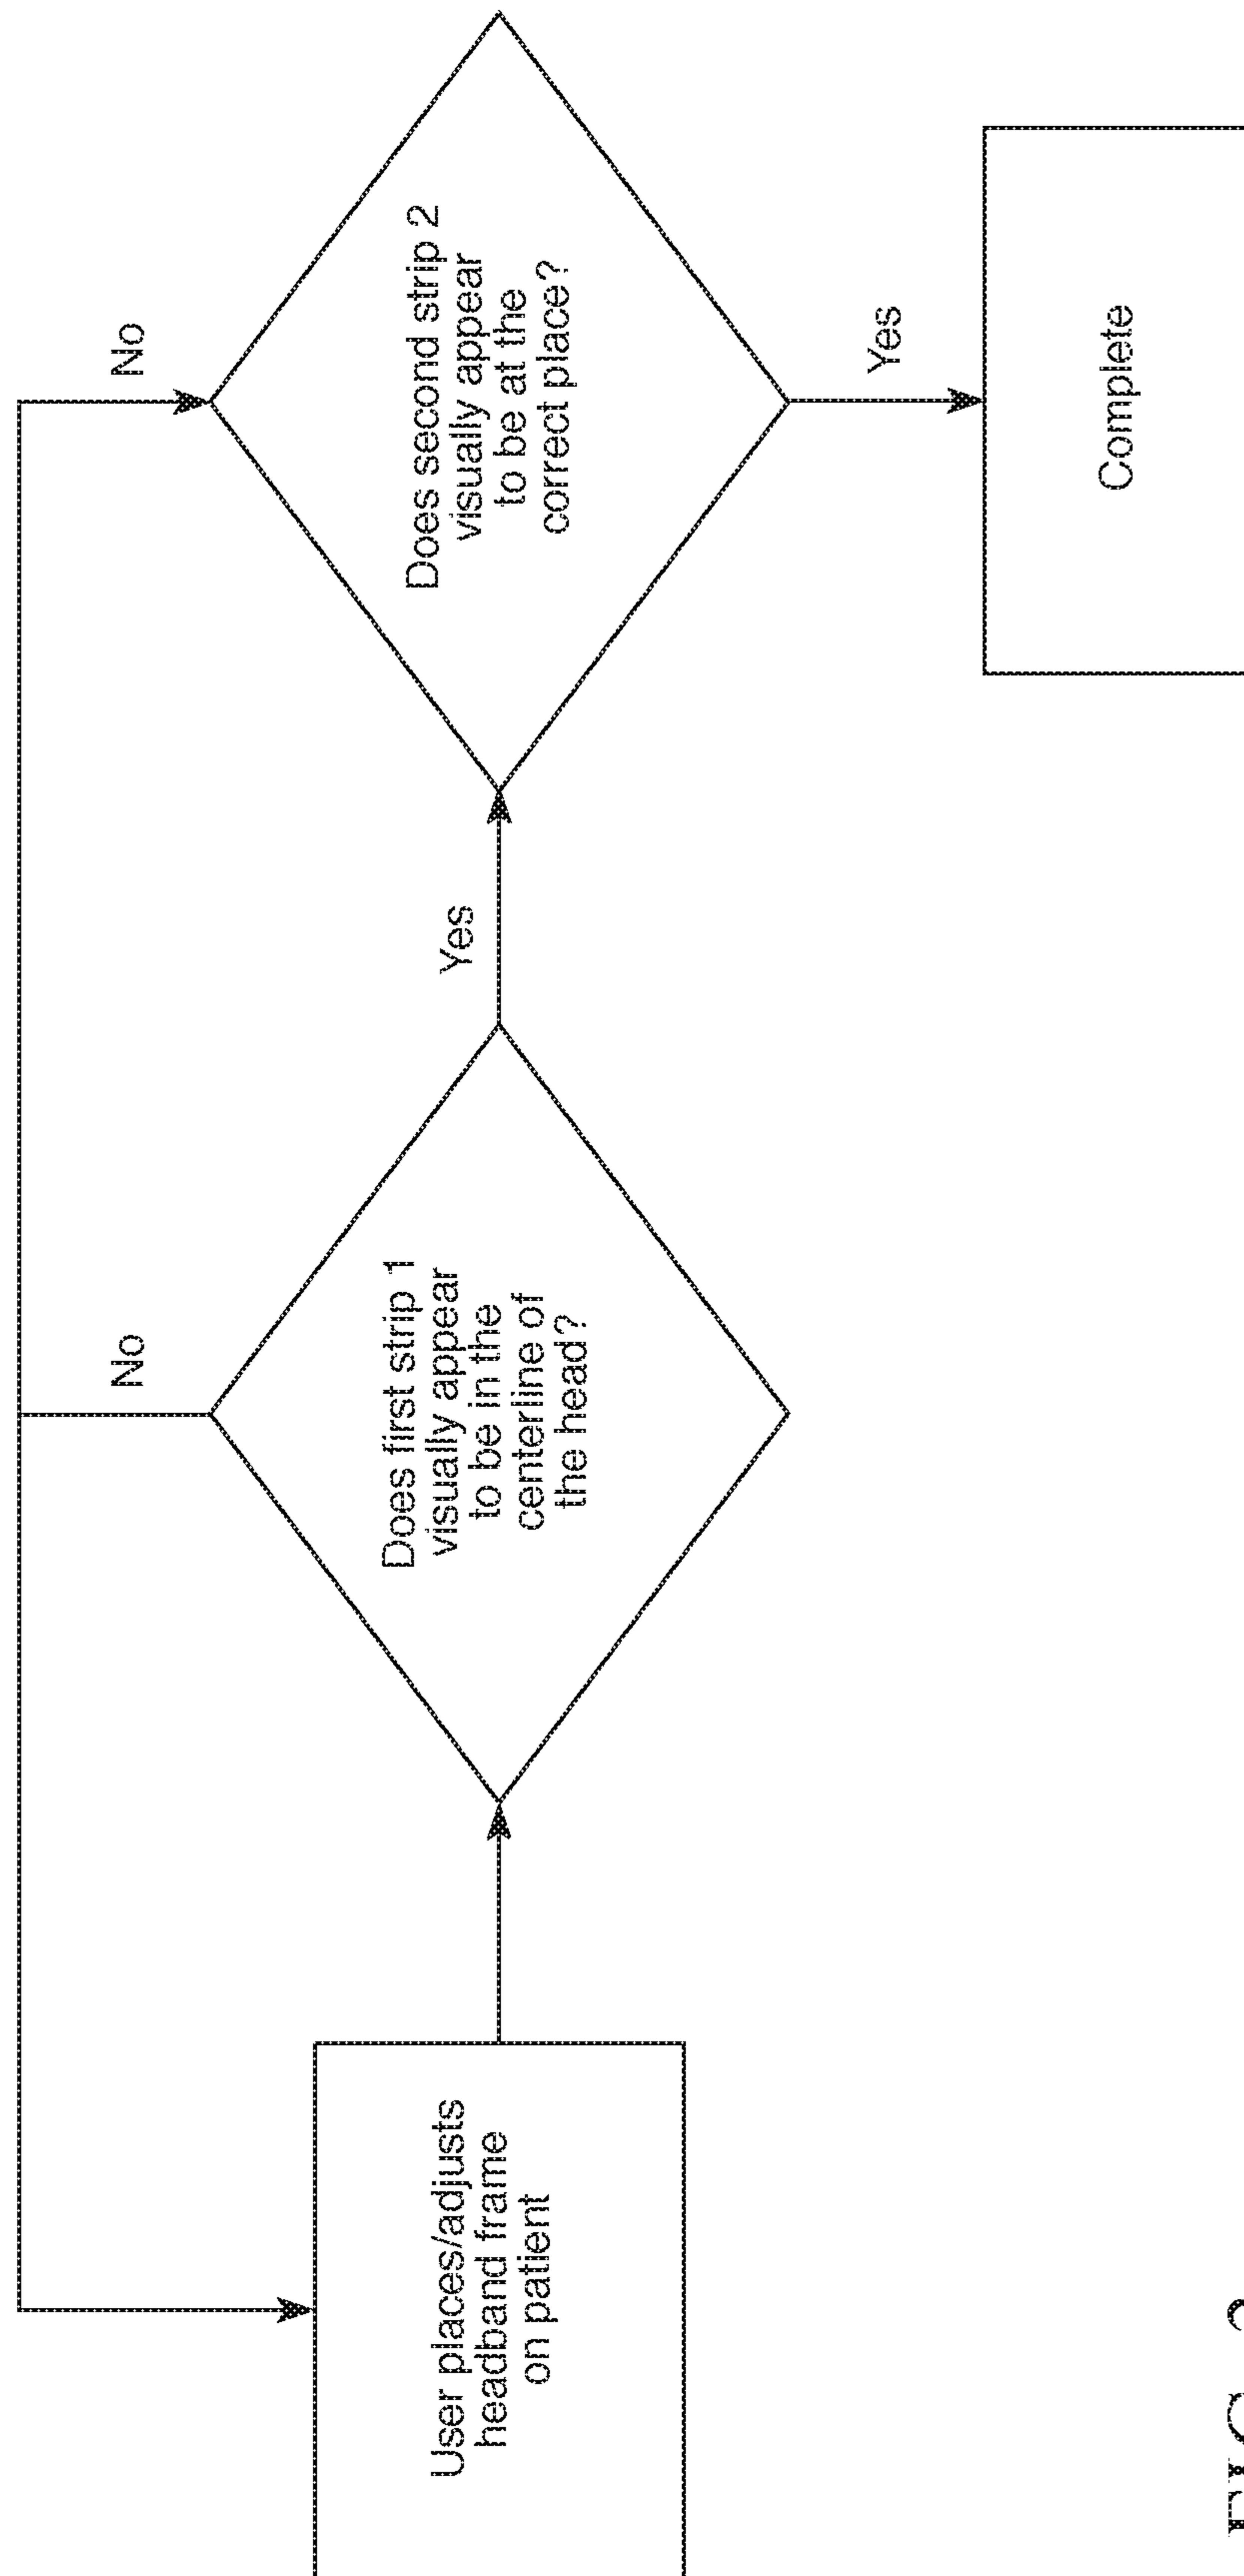 User places/adjusts
headband frame
on patient
No
Does first strip 1
visually appear
to be in the
centerline of
the head?
Yes
No
Does second strip 2
visually appear
to be at the
correct place?
Yes
Complete